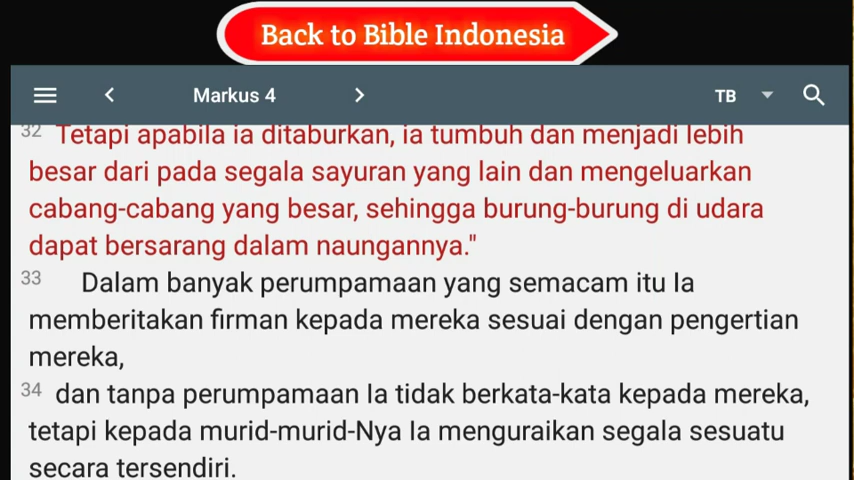 Back to Bible Indonesia
Markus 4
TB
32 Tetapi apabila ia ditaburkan, ia tumbuh dan menjadi lebih
besar dari pada segala sayuran yang lain dan mengeluarkan
cabang-cabang yang besar, sehingga burung-burung di udara
dapat bersarang dalam naungannya."
33 Dalam banyak perumpamaan yang semacam itu Ia
memberitakan firman kepada mereka sesuai dengan pengertian
mereka,
34 dan tanpa perumpamaan Ia tidak berkata-kata kepada mereka,
tetapi kepada murid-murid-Nya Ia menguraikan segala sesuatu
secara tersendiri.